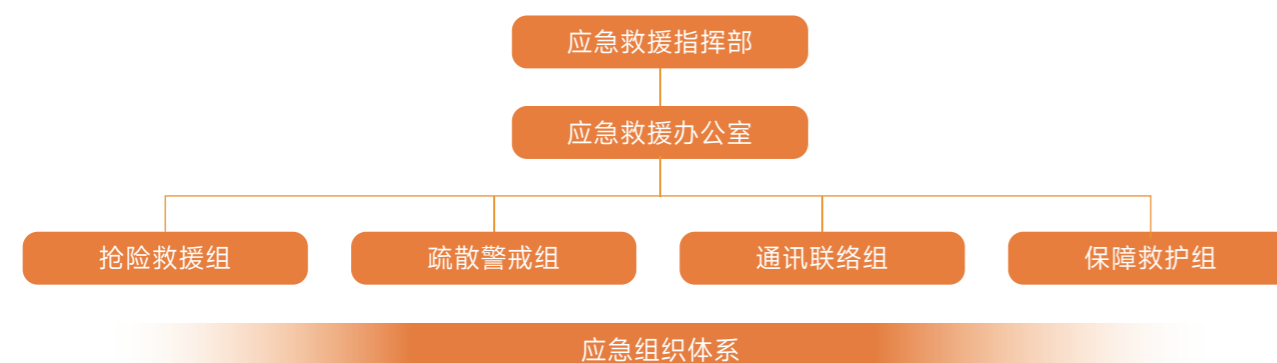 应急救援指挥部
应急救援办公室
抢险救援组
疏散警戒组
通讯联络组
保障救护组
应急组织体系